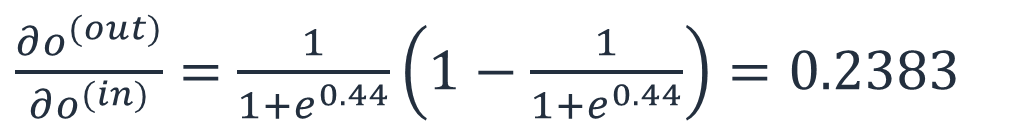 ∂o^(out)/∂o^(in) = 1/(1+e^0.44) (1 − 1/(1+e^0.44)) = 0.2383